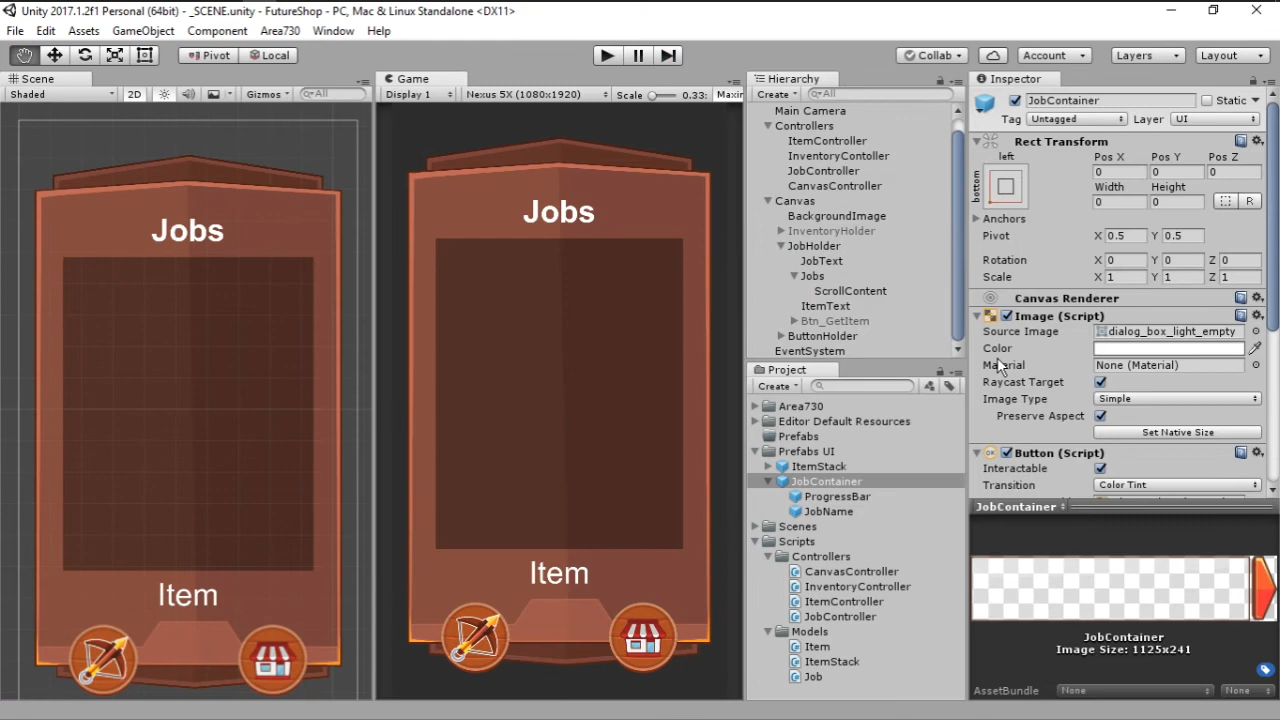 Unity 2017.1.2f1 Personal (64bit) - _SCENE.unity - FutureShop - PC, Mac & Linux Standalone <DX11>
File Edit Assets GameObject Component Area730 Window Help
Pivot Local Collab Account Layers Layout
Scene
Shaded 2D Gizmos All
Jobs
Item
Game
Display 1 Nexus 5X (1080x1920) Scale 0.33: Maxin
Jobs
Item
Hierarchy
Create All
Main Camera
Controllers
ItemController
InventoryContoller
JobController
CanvasController
Canvas
BackgroundImage
InventoryHolder
JobHolder
JobText
Jobs
ScrollContent
ItemText
Btn_GetItem
ButtonHolder
EventSystem
Project
Create
Area730
Editor Default Resources
Prefabs
Prefabs UI
ItemStack
JobContainer
ProgressBar
JobName
Scenes
Scripts
Controllers
CanvasController
InventoryController
ItemController
JobController
Models
Item
ItemStack
Job
Inspector
JobContainer Static
Tag Untagged Layer UI
Rect Transform
left Pos X Pos Y Pos Z
bottom 0 0 0
Width Height
0 0 R
Anchors
Pivot X 0.5 Y 0.5
Rotation X 0 Y 0 Z 0
Scale X 1 Y 1 Z 1
Canvas Renderer
Image (Script)
Source Image dialog_box_light_empty
Color
Material None (Material)
Raycast Target
Image Type Simple
Preserve Aspect
Set Native Size
Button (Script)
Interactable
Transition Color Tint
JobContainer
JobContainer
Image Size: 1125x241
AssetBundle None None